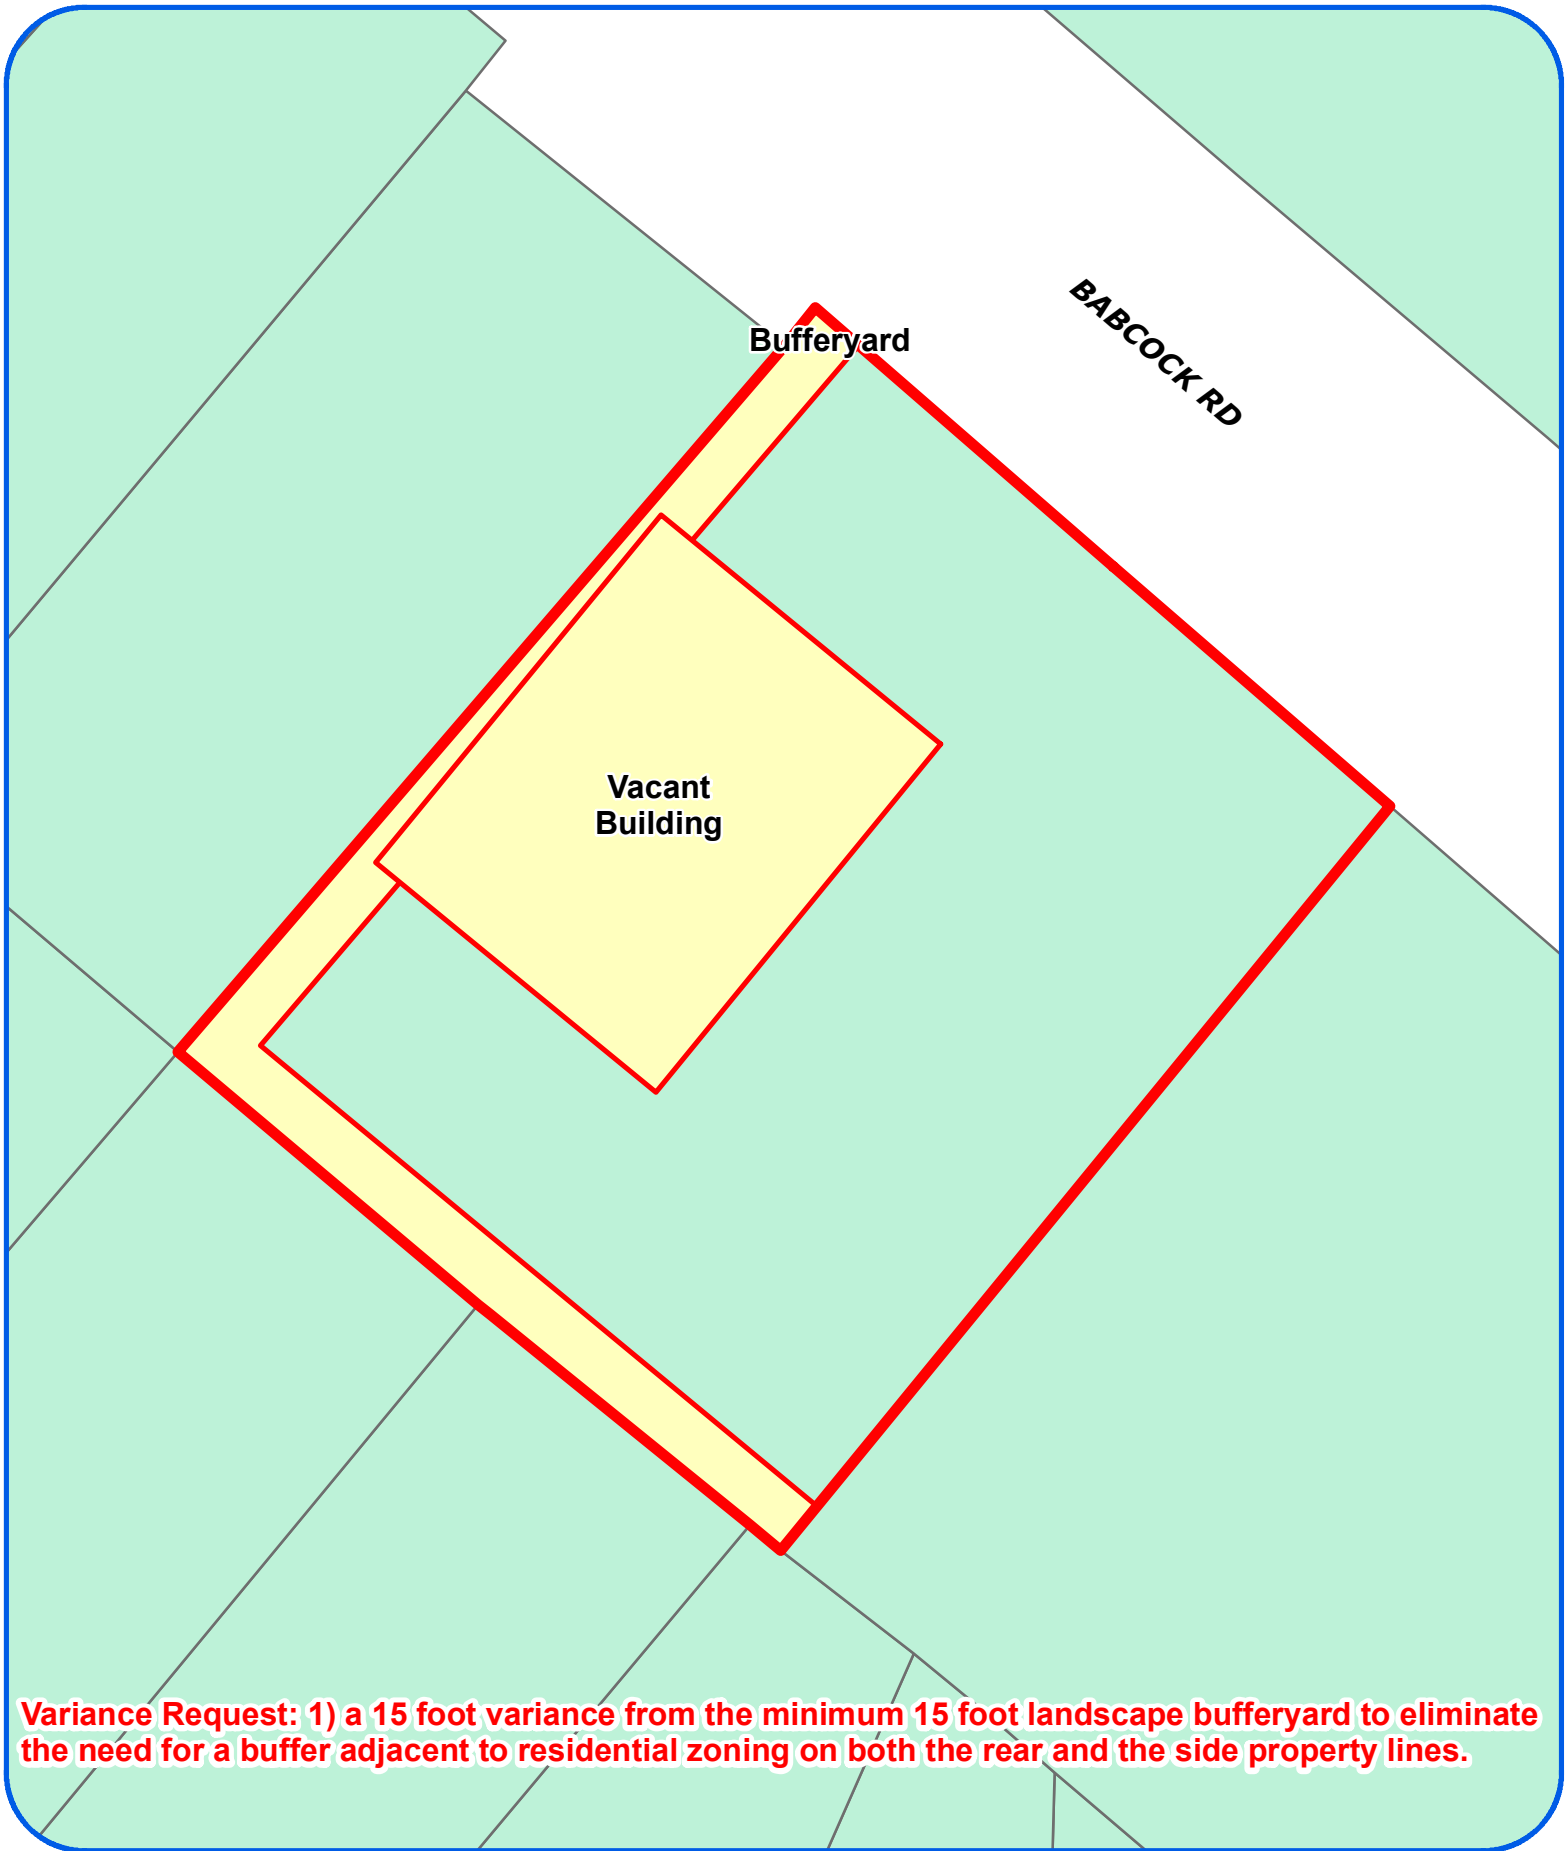 Bufferyard
BABCOCK RD
Vacant
Building
Variance Request: 1) a 15 foot variance from the minimum 15 foot landscape bufferyard to eliminate
the need for a buffer adjacent to residential zoning on both the rear and the side property lines.